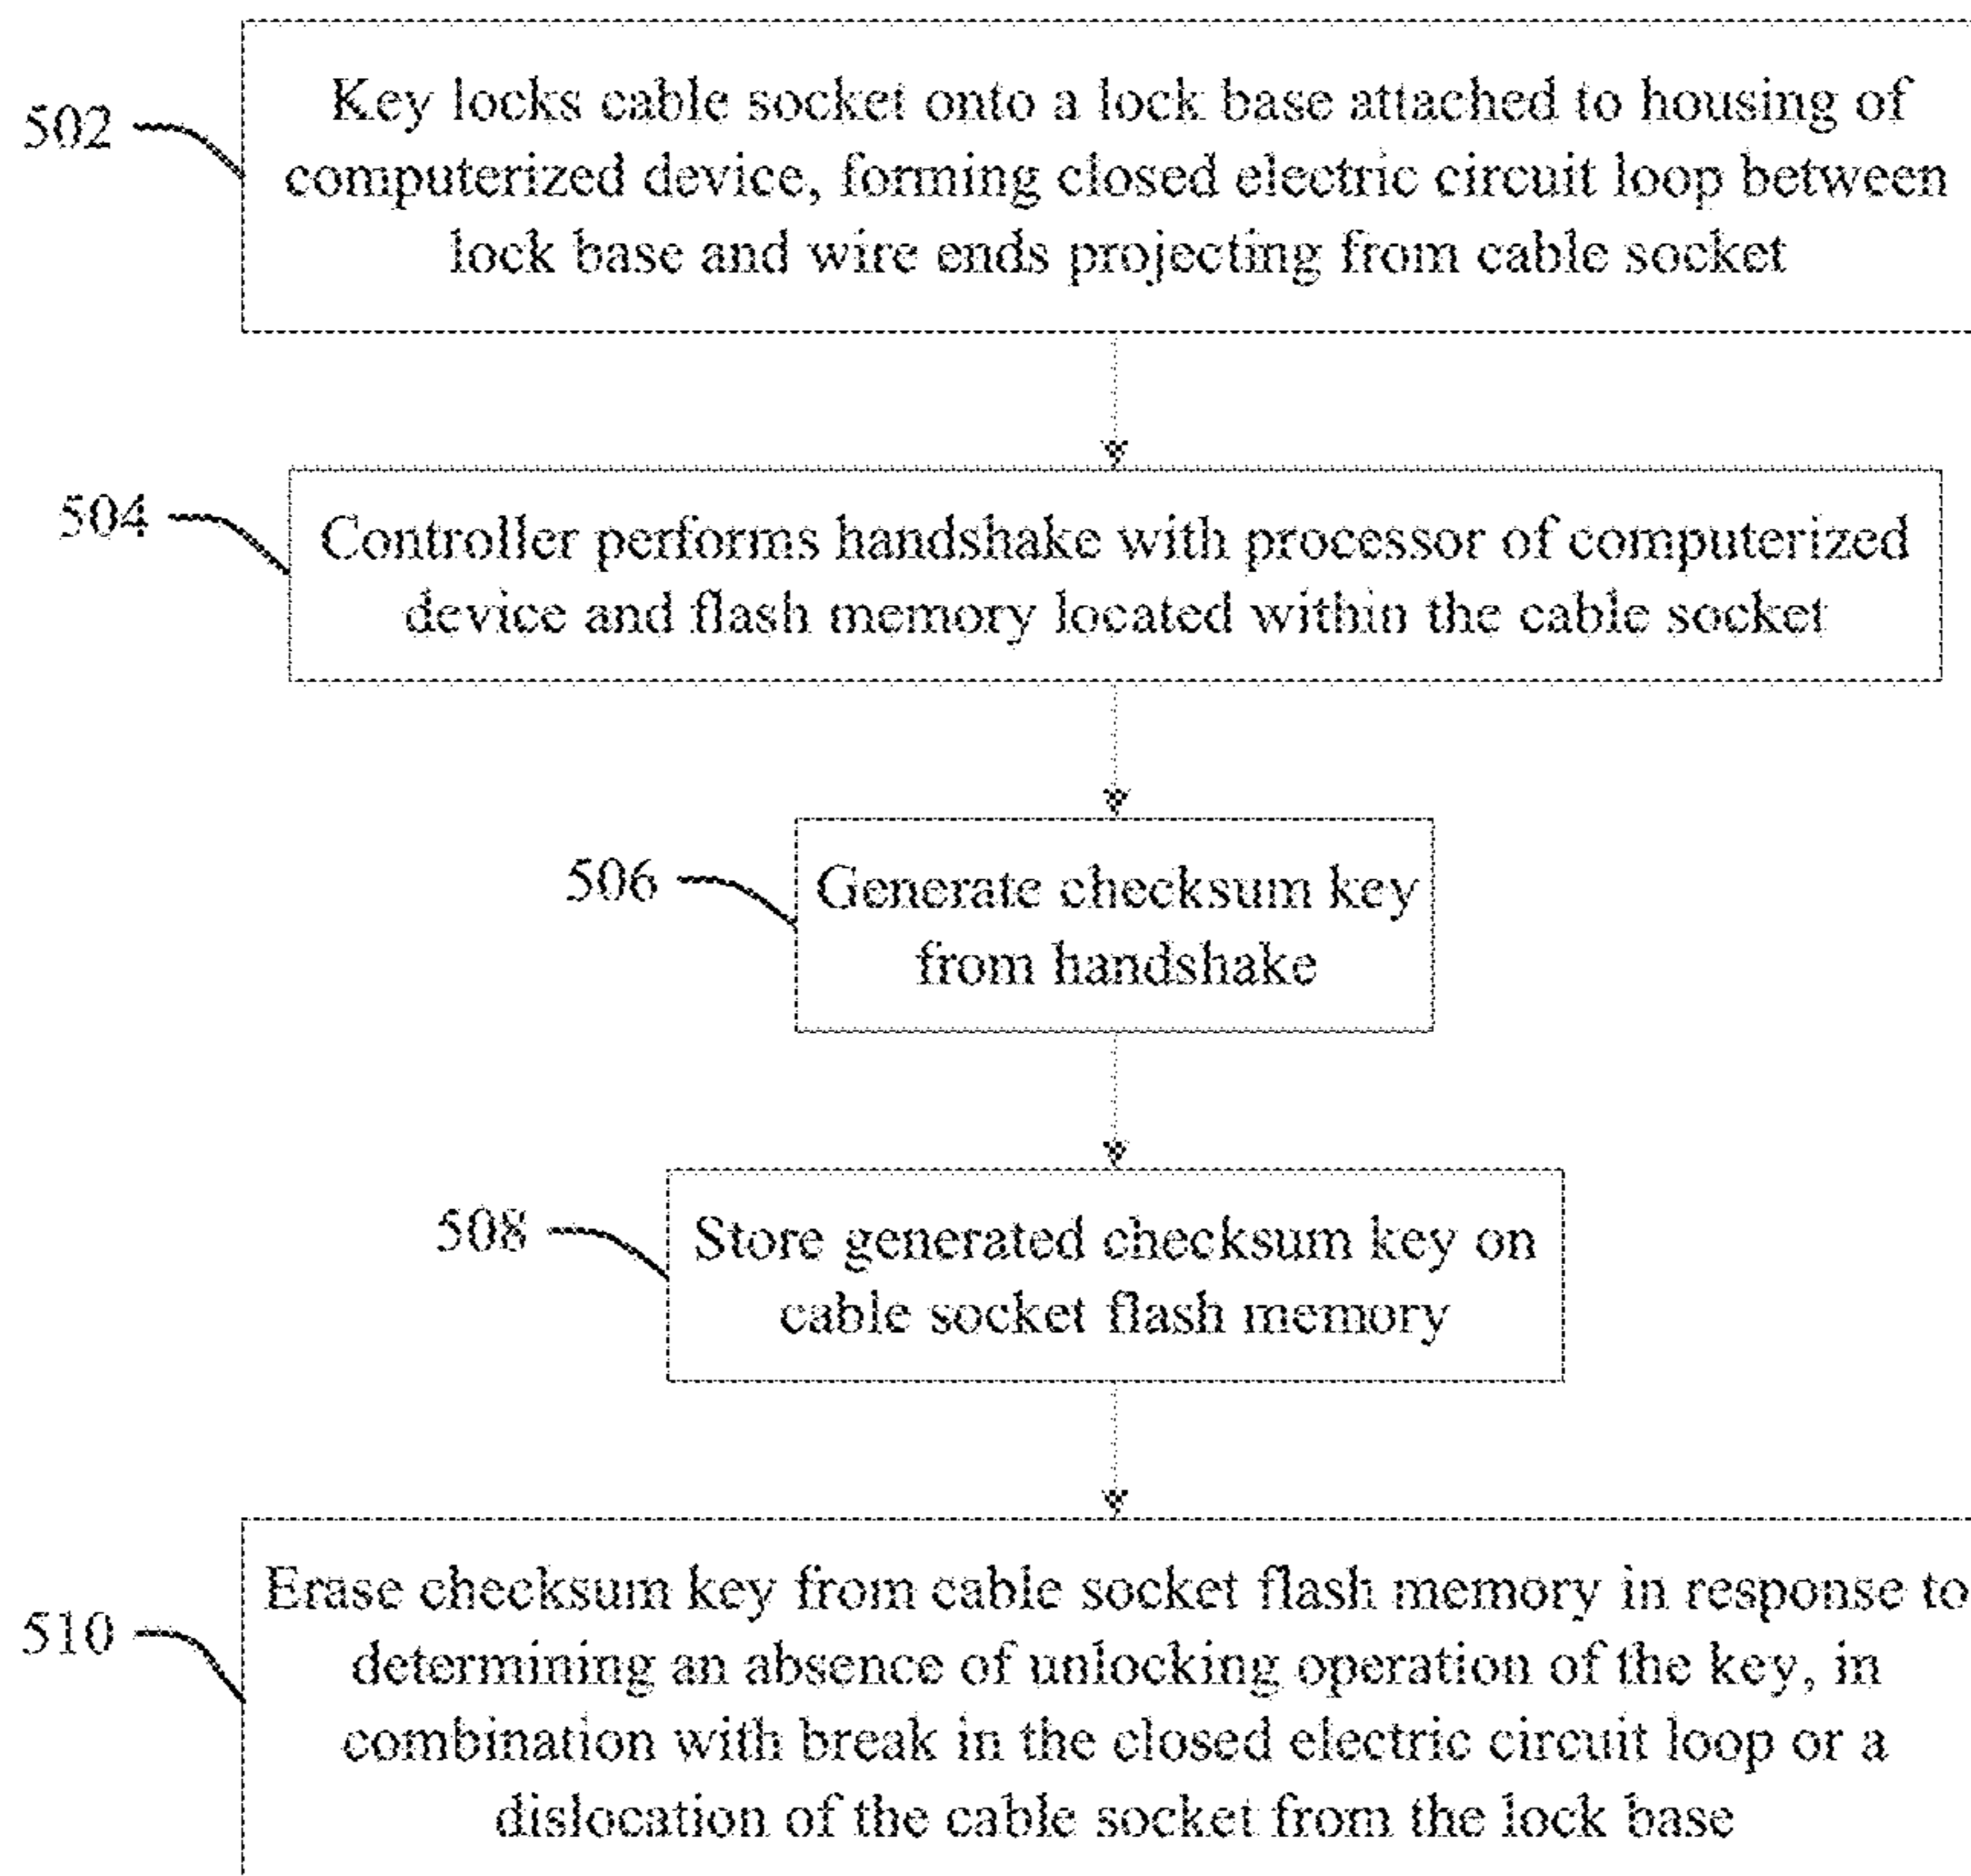 502
Key locks cable socket onto a lock base attached to housing of
computerized device, forming closed electric circuit loop between
lock base and wire ends projecting from cable socket
504
Controller performs handshake with processor of computerized
device and flash memory located within the cable socket
506
Generate checksum key
from handshake
508
Store generated checksum key on
cable socket flash memory
510
Erase checksum key from cable socket flash memory in response to
determining an absence of unlocking operation of the key, in
combination with break in the closed electric circuit loop or a
dislocation of the cable socket from the lock base